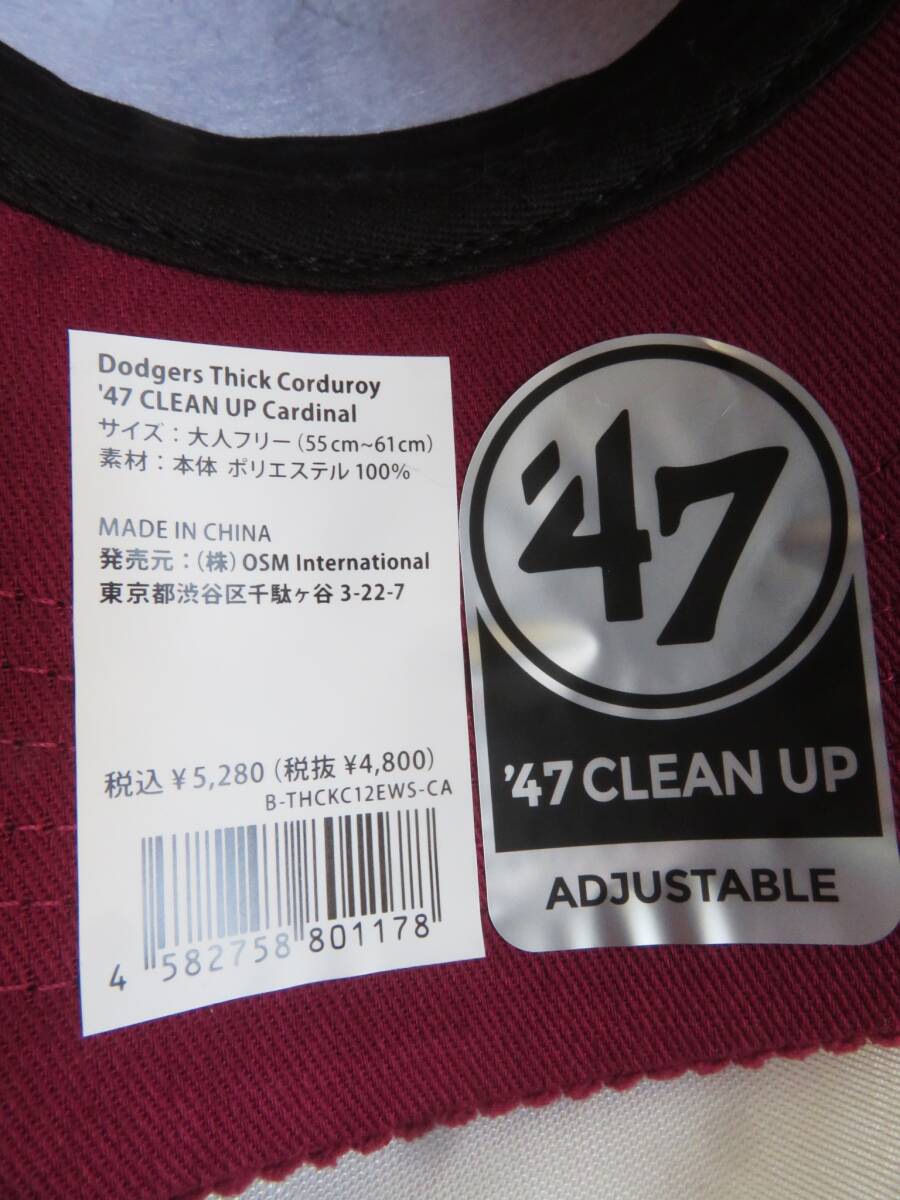 Dodgers Thick Corduroy
'47 CLEAN UP Cardinal
サイズ：大人フリー（55cm~61cm）
素材：本体 ポリエステル100%
MADE IN CHINA
発売元：（株）OSM International
東京都渋谷区千駄ヶ谷 3-22-7
税込 ¥5,280（税抜 ¥4,800）
B-THCKC12EWS-CA
4 582758 801178
'47
'47 CLEAN UP
ADJUSTABLE